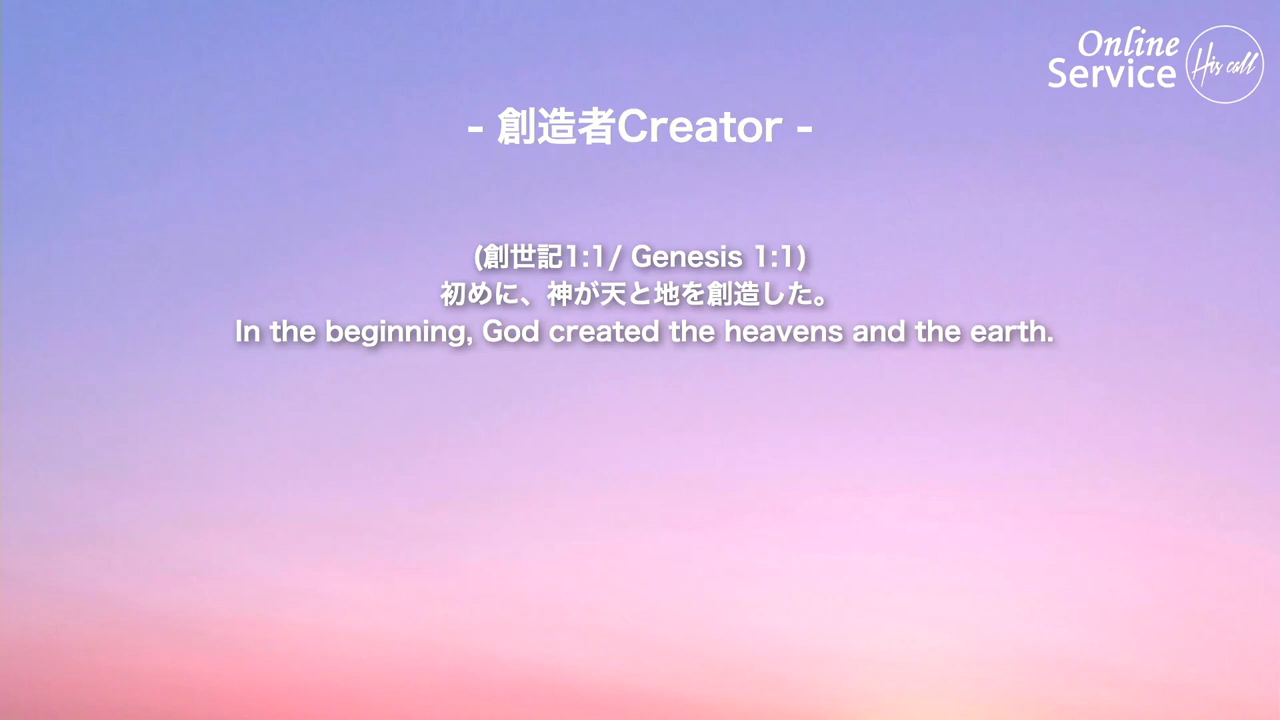 Online
Service
His call
- 創造者Creator -
(創世記1:1/ Genesis 1:1)
初めに、神が天と地を創造した。
In the beginning, God created the heavens and the earth.